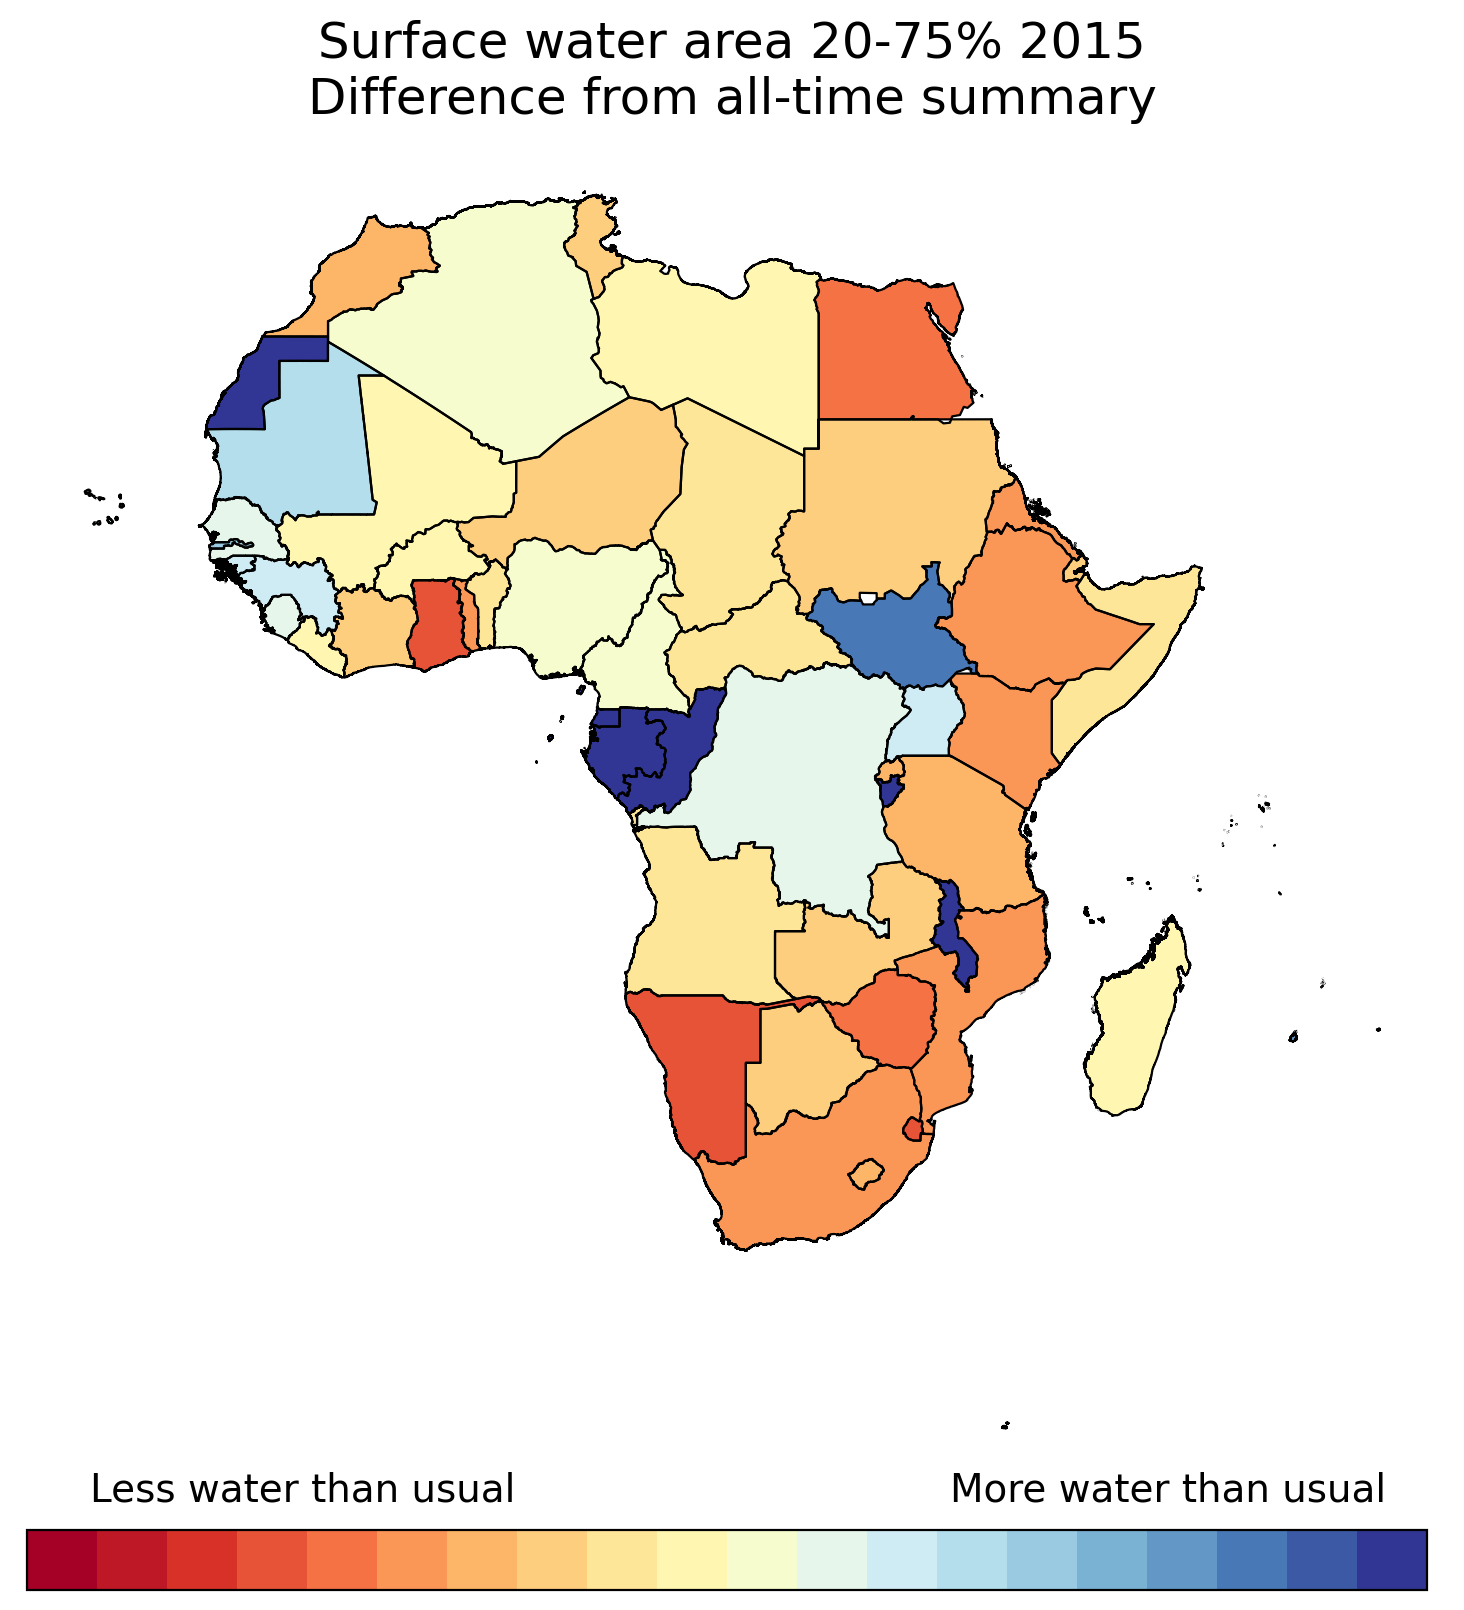 Surface water area 20-75% 2015
Difference from all-time summary
Less water than usual
More water than usual